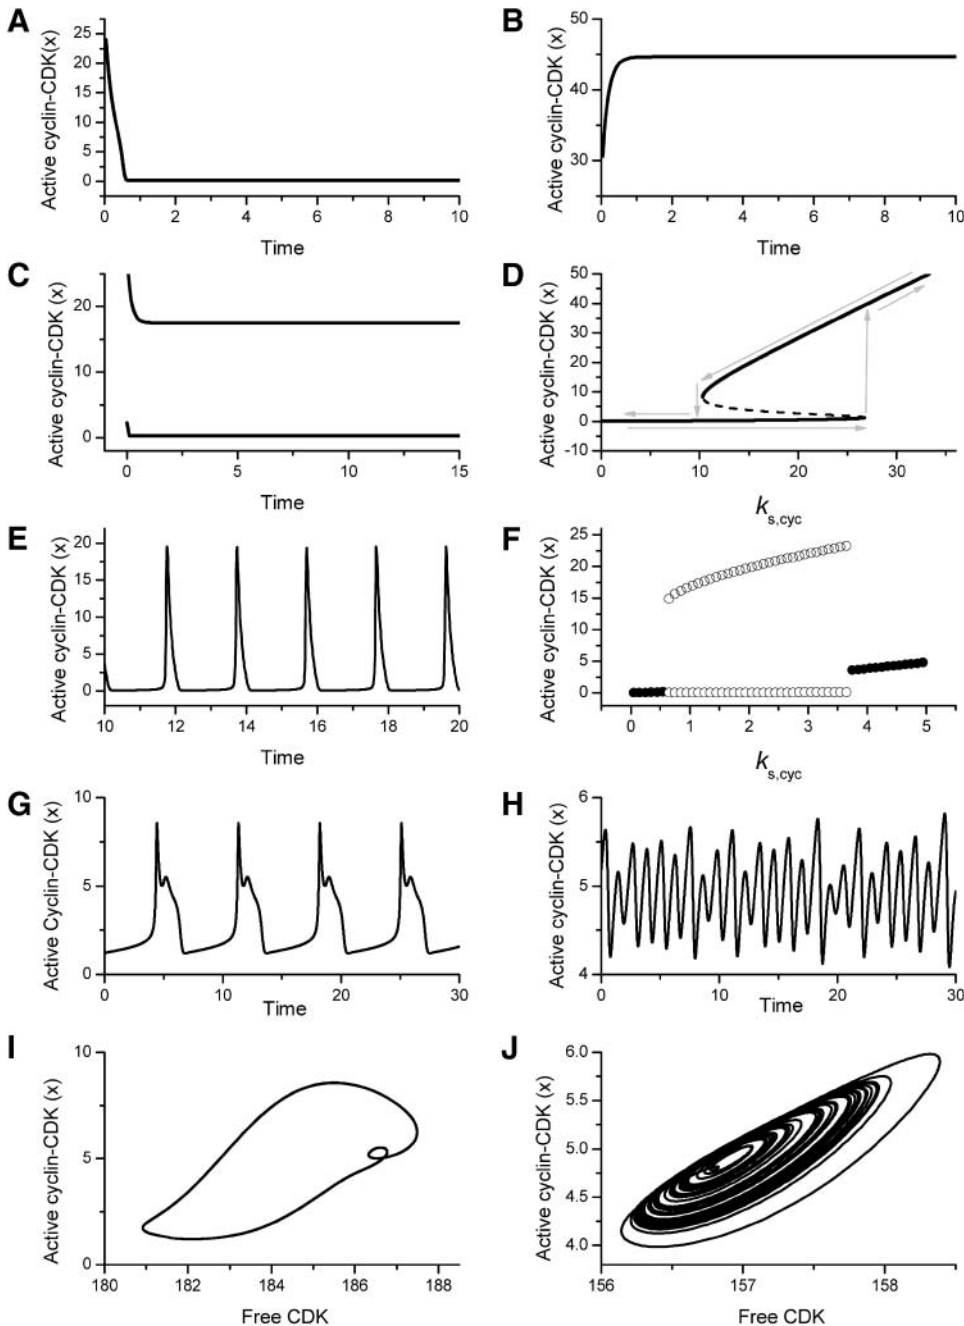 A
Active cyclin-CDK(x)
25
20
15
10
5
0
0 2 4 6 8 10
Time
B
Active cyclin-CDK (x)
50
40
30
0 2 4 6 8 10
Time
C
Active cyclin-CDK (x)
20
10
0
0 5 10 15
Time
D
Active cyclin-CDK (x)
50
40
30
20
10
0
-10
0 10 20 30
k s,cyc
E
Active cyclin-CDK (x)
20
15
10
5
0
10 12 14 16 18 20
Time
F
Active cyclin-CDK (x)
25
20
15
10
5
0
0 1 2 3 4 5
k s,cyc
G
Active Cyclin-CDK (x)
10
5
0
0 10 20 30
Time
H
Active cyclin-CDK (x)
6
5
4
0 10 20 30
Time
I
Active cyclin-CDK (x)
10
5
0
180 182 184 186 188
Free CDK
J
Active cyclin-CDK (x)
6.0
5.5
5.0
4.5
4.0
156 157 158
Free CDK